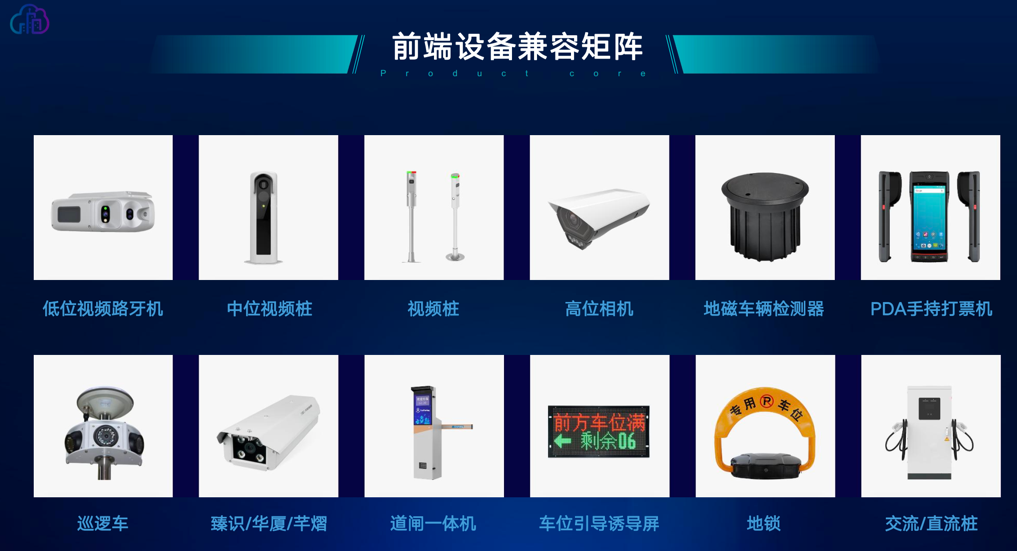 前端设备兼容矩阵
Product core
低位视频路牙机
中位视频桩
视频桩
高位相机
地磁车辆检测器
PDA手持打票机
前方车位满
← 剩余06
专用 P 车位
巡逻车
臻识/华厦/芊熠
道闸一体机
车位引导诱导屏
地锁
交流/直流桩